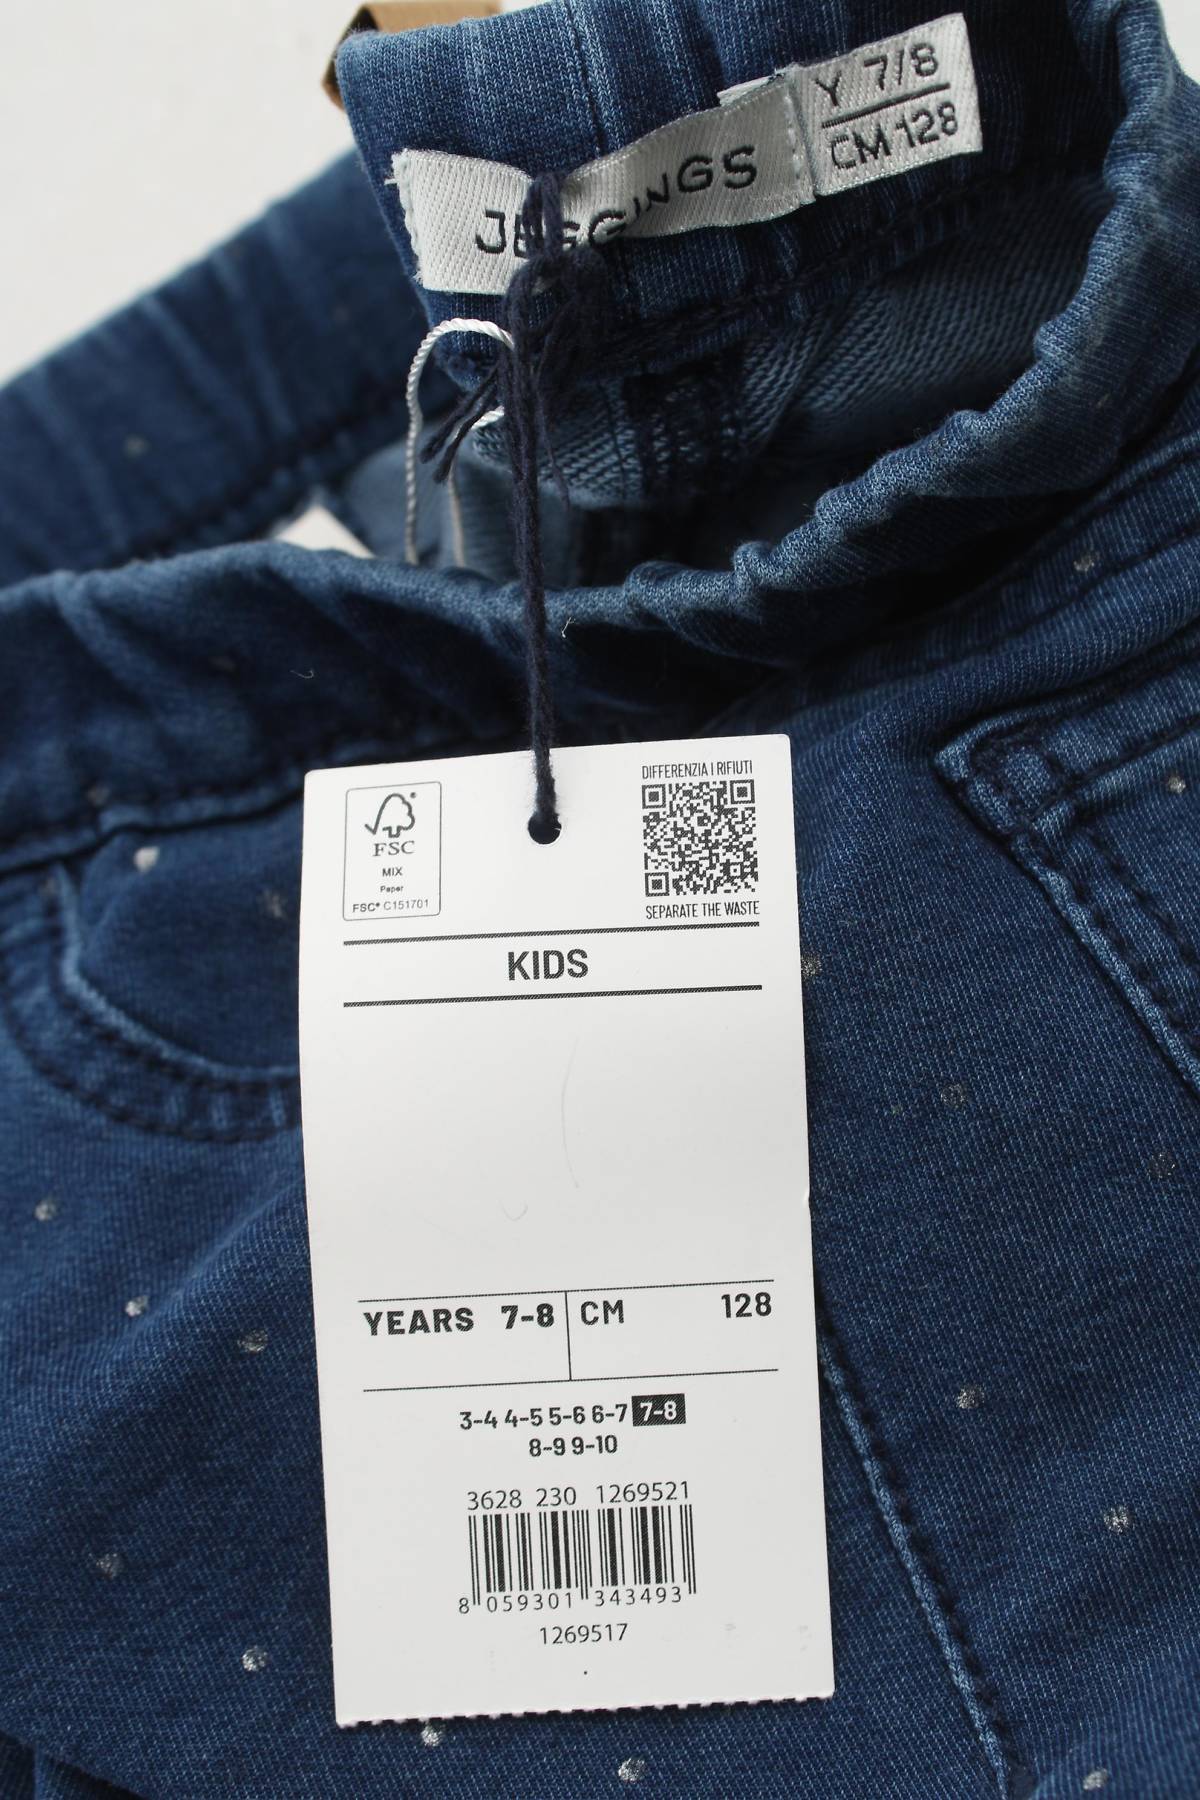 Y 7/8
CM 128
JEGGINGS
FSC
MIX
Paper
FSC® C151701
DIFFERENZIA I RIFIUTI
SEPARATE THE WASTE
KIDS
YEARS 7-8 CM 128
3-4 4-5 5-6 6-7 7-8
8-9 9-10
3628 230 1269521
8 059301 343493
1269517